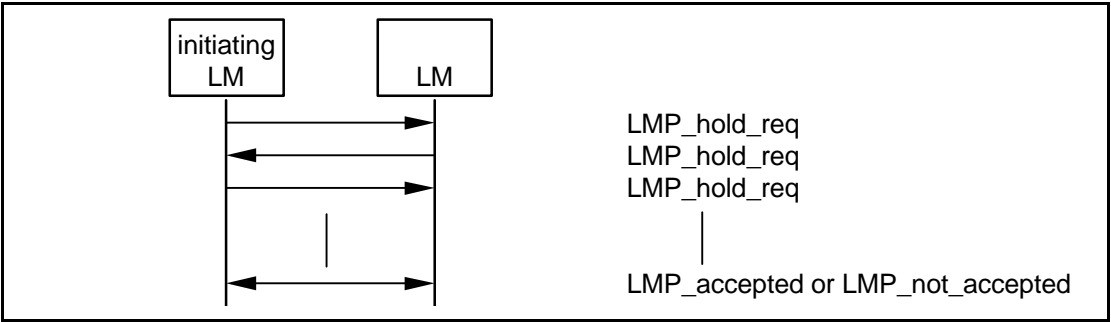 initiating
LM
LM
LMP_hold_req
LMP_hold_req
LMP_hold_req
LMP_accepted or LMP_not_accepted